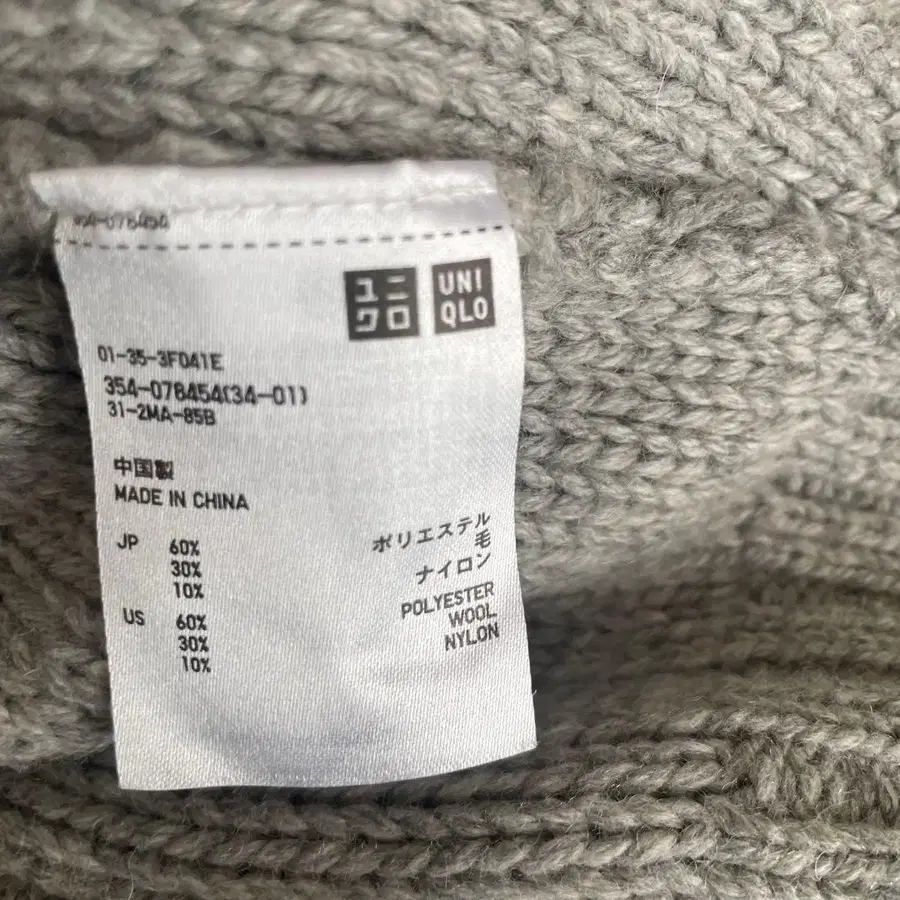 354-078454
ユニ
クロ
UNI
QLO
01-35-3F041E
354-078454(34-01)
31-2MA-85B
中国製
MADE IN CHINA
JP 60% ポリエステル
30% 毛
10% ナイロン
US 60% POLYESTER
30% WOOL
10% NYLON